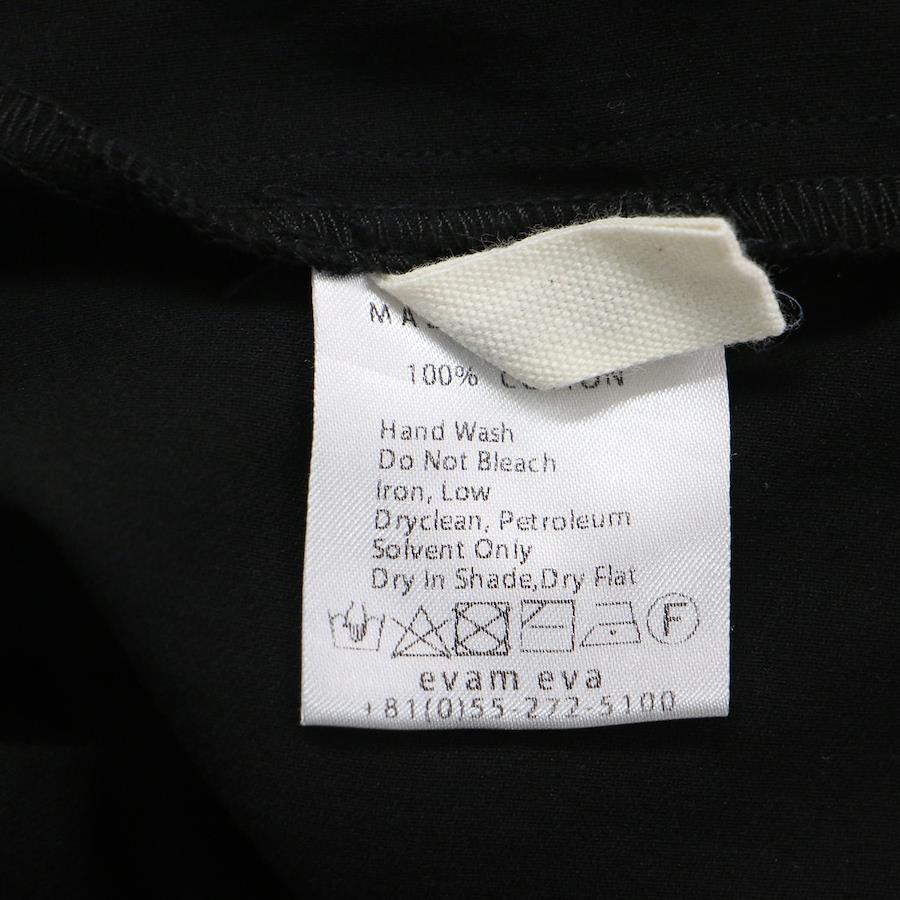 100%
Hand Wash
Do Not Bleach
Iron, Low
Dryclean, Petroleum
Solvent Only
Dry In Shade,Dry Flat
F
evam eva
+81(0)55-272-5100